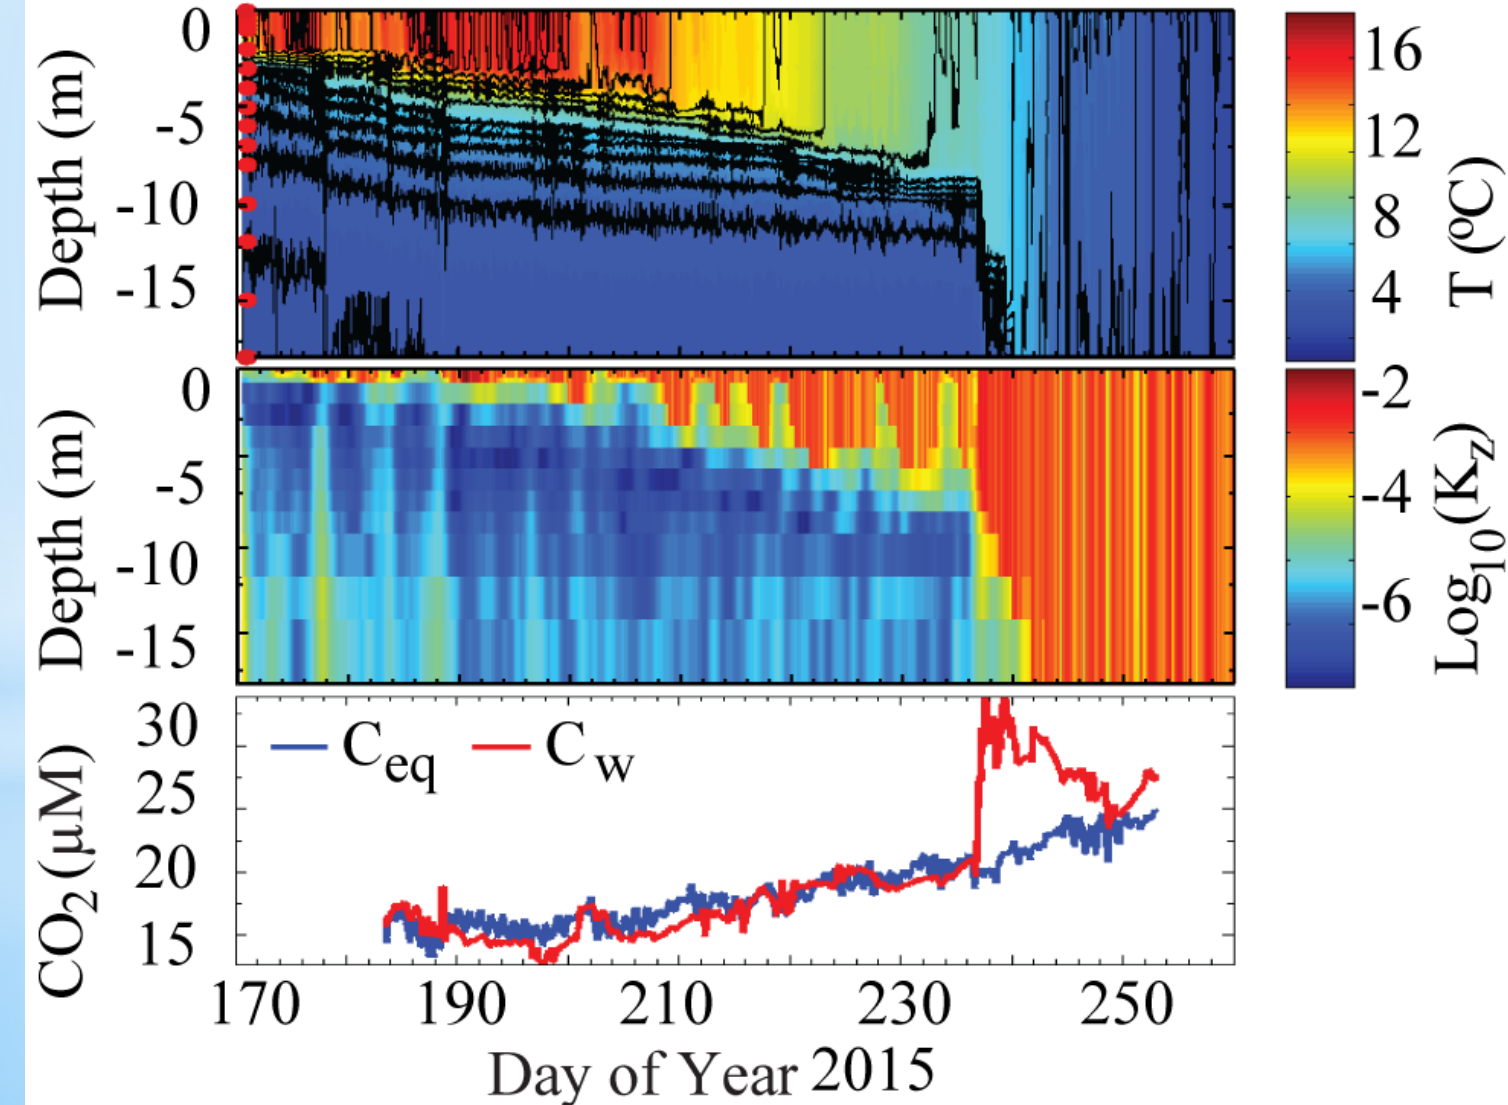 Depth (m)
0
-5
-10
-15
16
12
8
4
T (ºC)
Depth (m)
0
-5
-10
-15
-2
-4
-6
Log10(Kz)
CO2 (μM)
30
25
20
15
Ceq
Cw
170 190 210 230 250
Day of Year 2015